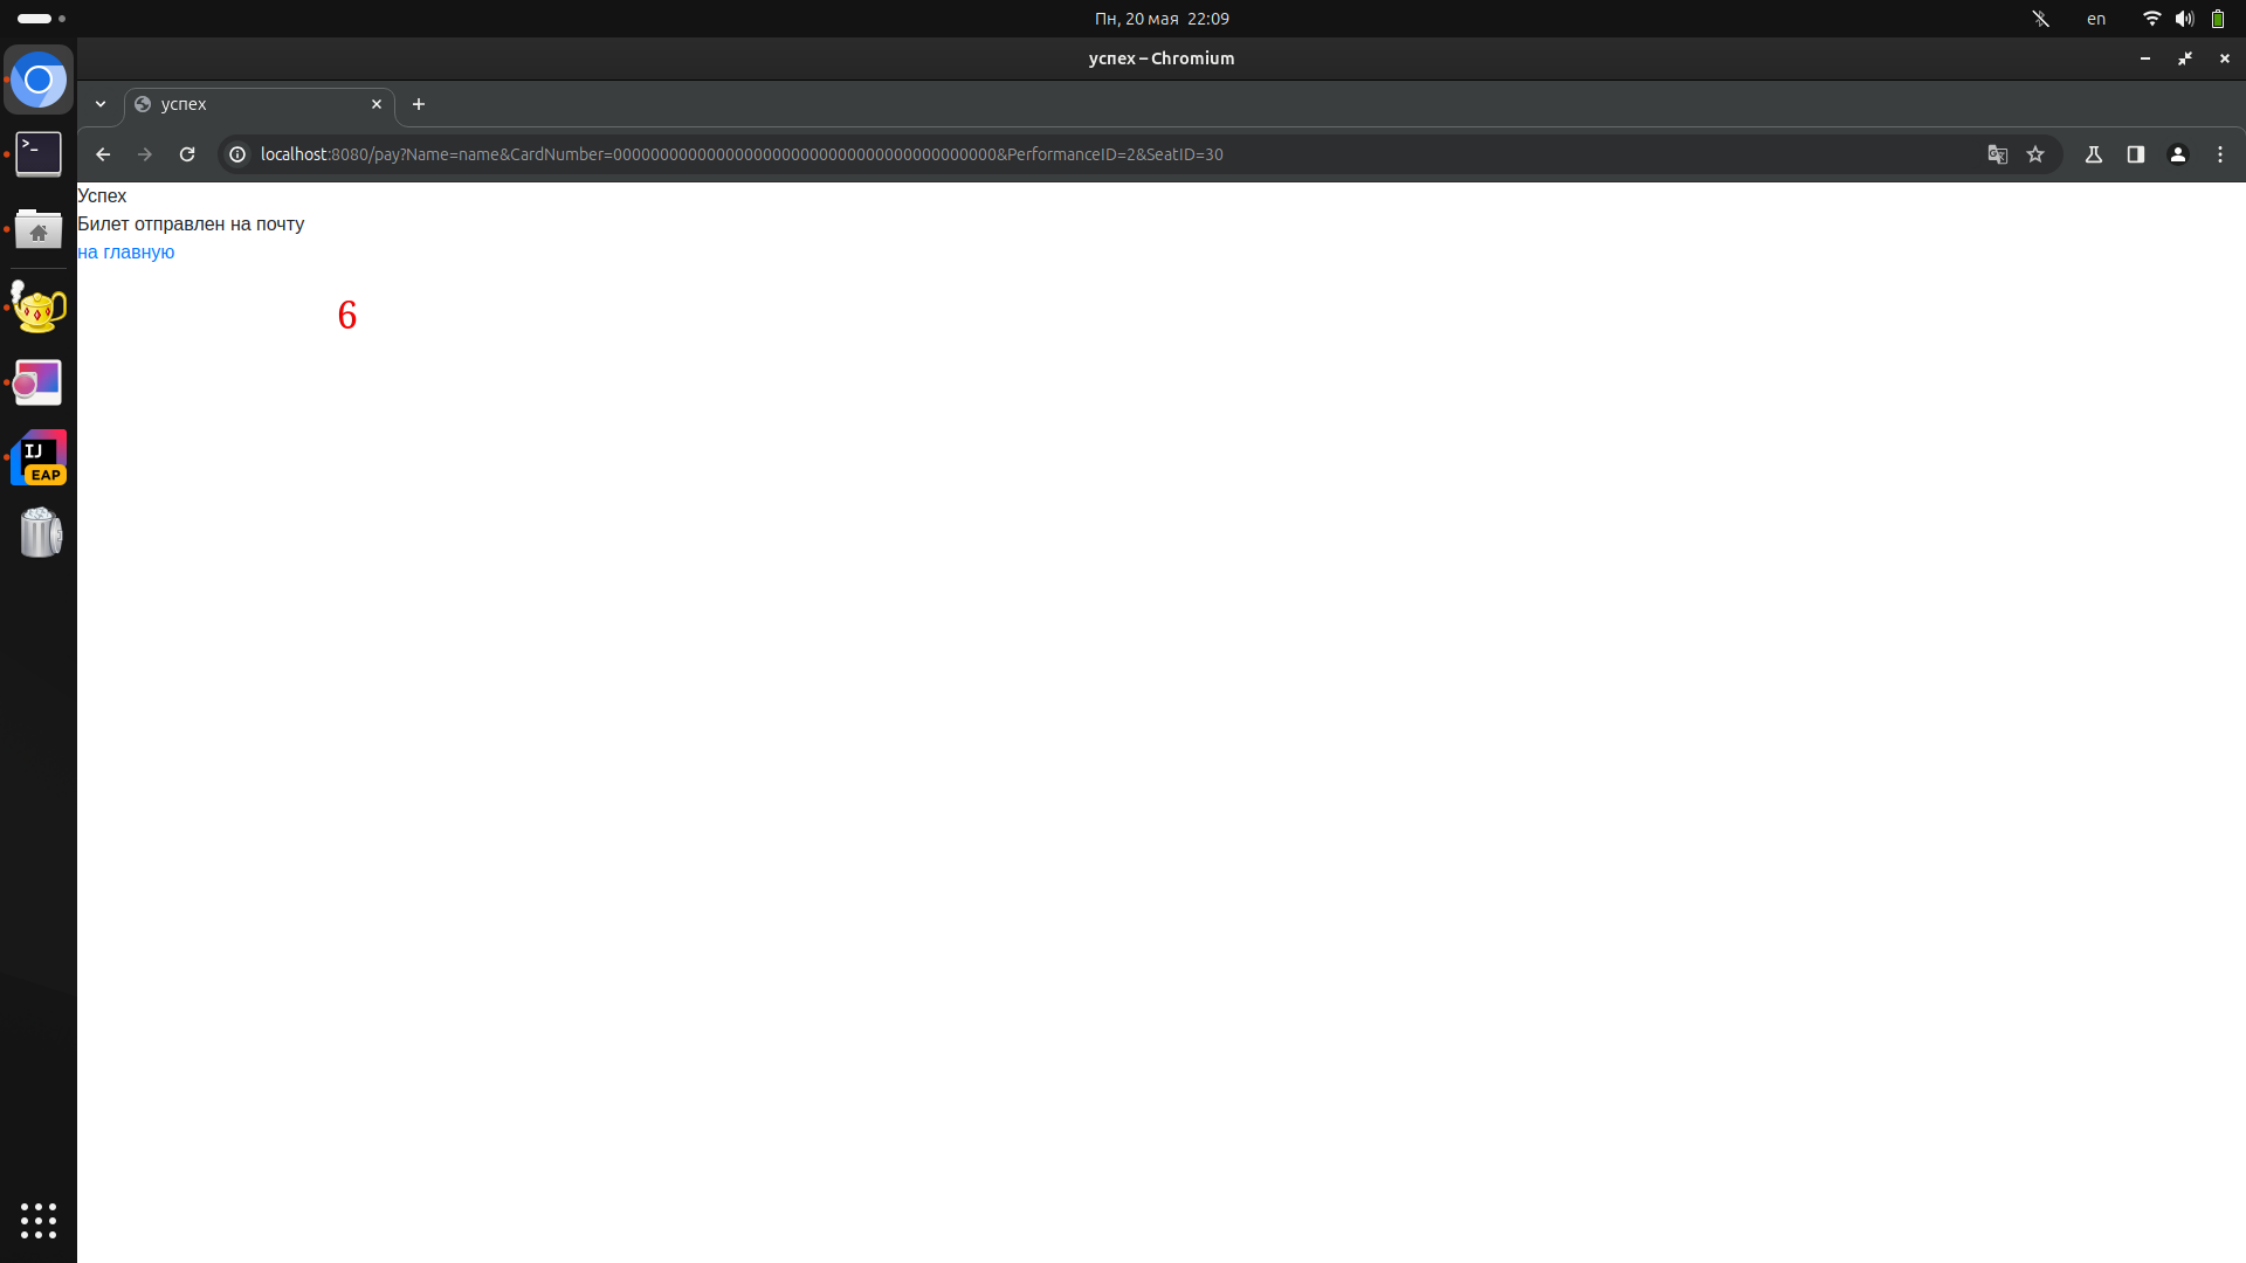 Пн, 20 мая 22:09
en
успех – Chromium
успех
localhost:8080/pay?Name=name&CardNumber=00000000000000000000000000000000000000000&PerformanceID=2&SeatID=30
Успех
Билет отправлен на почту
на главную
6
>_
IJ
EAP